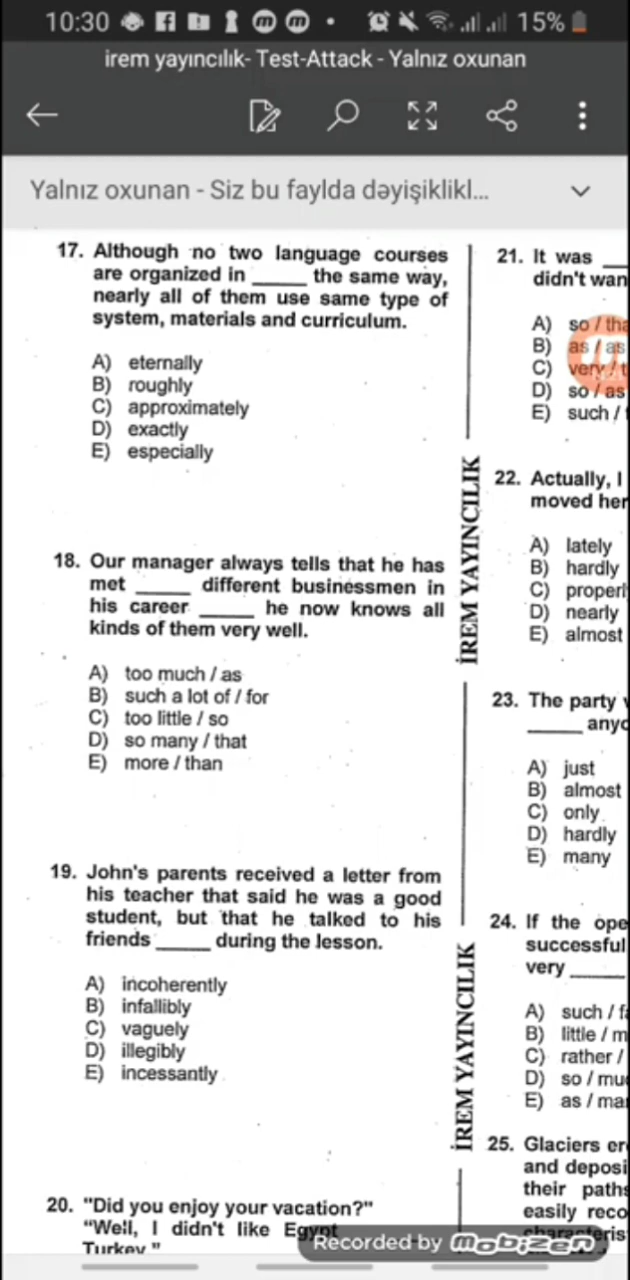 10:30
15%
irem yayıncılık- Test-Attack - Yalnız oxunan
Yalnız oxunan - Siz bu faylda dəyişiklikl...
17. Although no two language courses
are organized in ____ the same way,
nearly all of them use same type of
system, materials and curriculum.
A) eternally
B) roughly
C) approximately
D) exactly
E) especially
18. Our manager always tells that he has
met ____ different businessmen in
his career ____ he now knows all
kinds of them very well.
A) too much / as
B) such a lot of / for
C) too little / so
D) so many / that
E) more / than
19. John's parents received a letter from
his teacher that said he was a good
student, but that he talked to his
friends ____ during the lesson.
A) incoherently
B) infallibly
C) vaguely
D) illegibly
E) incessantly
20. "Did you enjoy your vacation?"
"Well, I didn't like Egypt
Turkey "
İREM YAYINCILIK
İREM YAYINCILIK
21. It was __
didn't wan
A) so / tha
B) as / as
C) very / t
D) so / as
E) such /
22. Actually, I
moved her
A) lately
B) hardly
C) properl
D) nearly
E) almost
23. The party
____ anyo
A) just
B) almost
C) only
D) hardly
E) many
24. If the ope
successful
very ____
A) such / fa
B) little / m
C) rather /
D) so / mu
E) as / ma
25. Glaciers er
and deposi
their paths
easily reco
characteris
Recorded by mobizen